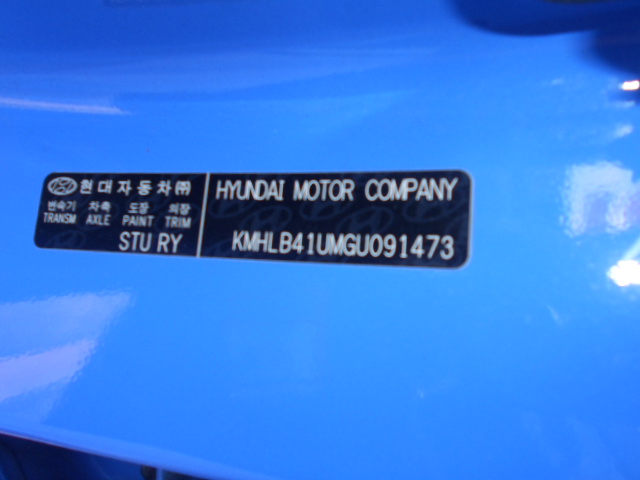 현대자동차㈜
변속기 차축 도장 의장
TRANSM AXLE PAINT TRIM
STU RY
HYUNDAI MOTOR COMPANY
KMHLB41UMGU091473